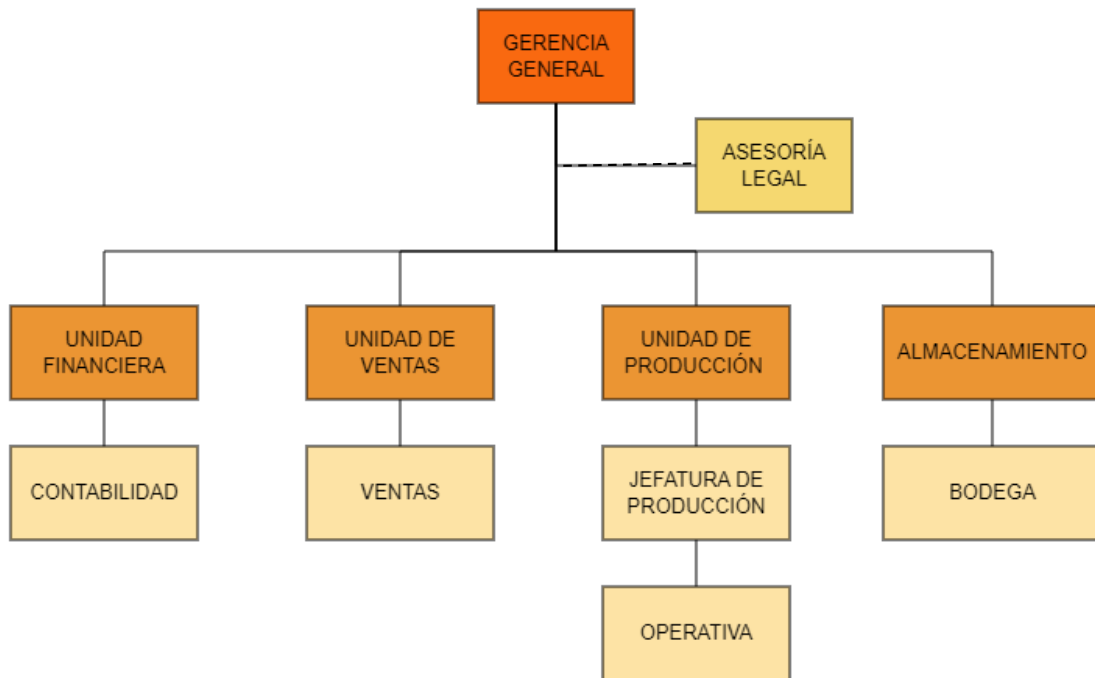 GERENCIA
GENERAL
ASESORÍA
LEGAL
UNIDAD
FINANCIERA
UNIDAD DE
VENTAS
UNIDAD DE
PRODUCCIÓN
ALMACENAMIENTO
CONTABILIDAD
VENTAS
JEFATURA DE
PRODUCCIÓN
BODEGA
OPERATIVA